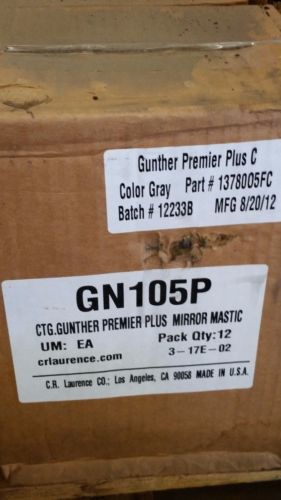 Gunther Premier Plus C
Color Gray Part # 1378005FC
Batch # 12233B MFG 8/20/12
GN105P
CTG.GUNTHER PREMIER PLUS MIRROR MASTIC
UM: EA Pack Qty:12
crlaurence.com 3-17E-02
C.R. Laurence CO.; Los Angeles, CA 90058 MADE IN U.S.A.